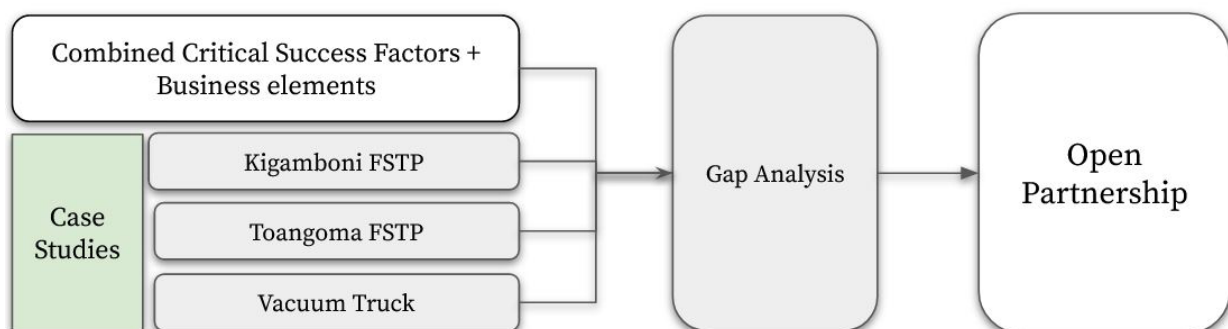 Combined Critical Success Factors +
Business elements
Case
Studies
Kigamboni FSTP
Toangoma FSTP
Vacuum Truck
Gap Analysis
Open
Partnership